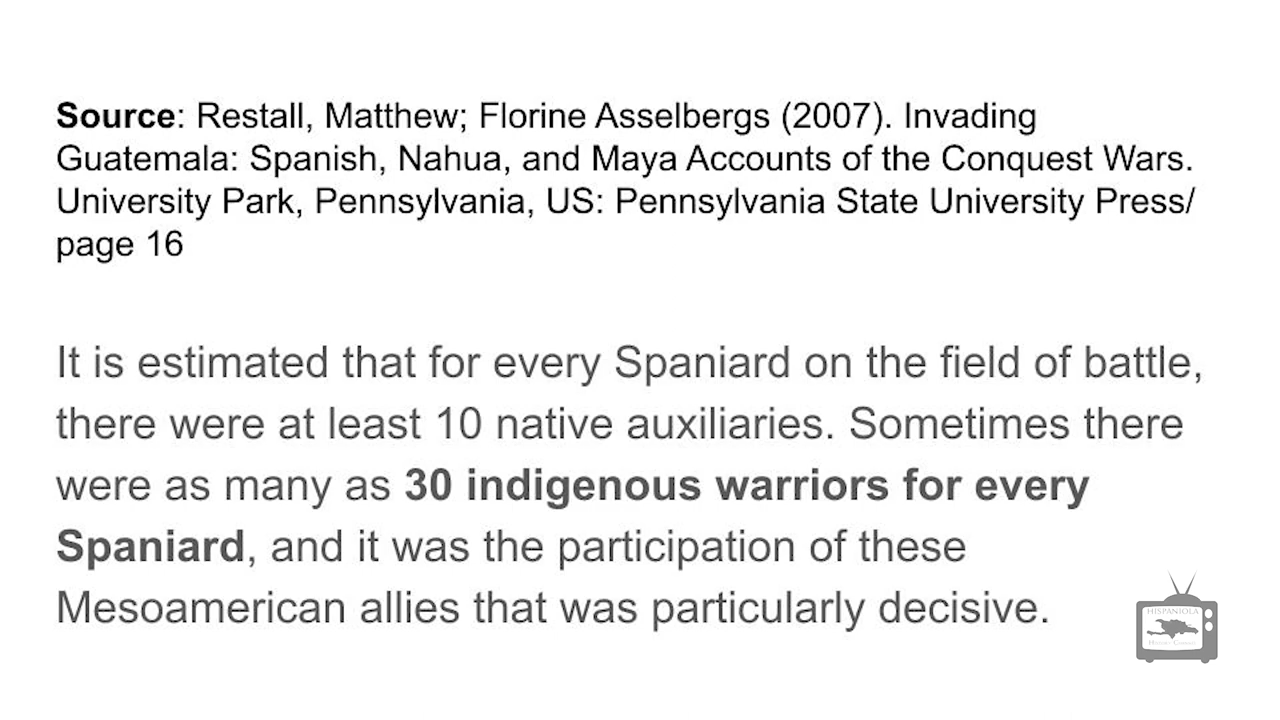 Source: Restall, Matthew; Florine Asselbergs (2007). Invading
Guatemala: Spanish, Nahua, and Maya Accounts of the Conquest Wars.
University Park, Pennsylvania, US: Pennsylvania State University Press/
page 16
It is estimated that for every Spaniard on the field of battle,
there were at least 10 native auxiliaries. Sometimes there
were as many as 30 indigenous warriors for every
Spaniard, and it was the participation of these
Mesoamerican allies that was particularly decisive.
HISPANIOLA